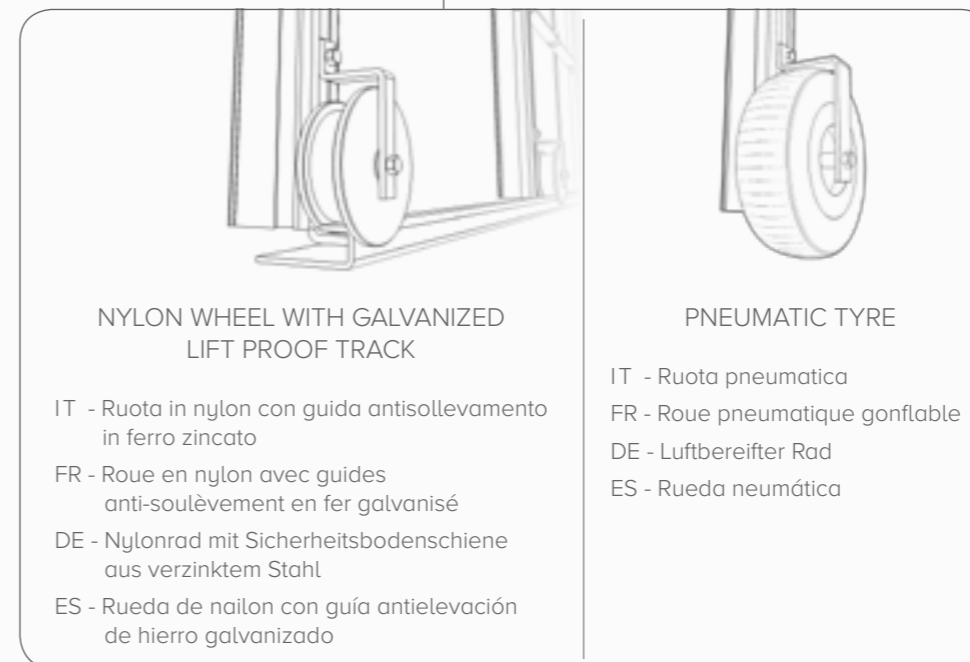 NYLON WHEEL WITH GALVANIZED
LIFT PROOF TRACK
IT - Ruota in nylon con guida antisollevamento
in ferro zincato
FR - Roue en nylon avec guides
anti-soulèvement en fer galvanisé
DE - Nylonrad mit Sicherheitsbodenschiene
aus verzinktem Stahl
ES - Rueda de nailon con guía antielevación
de hierro galvanizado
PNEUMATIC TYRE
IT - Ruota pneumatica
FR - Roue pneumatique gonflable
DE - Luftbereifter Rad
ES - Rueda neumática